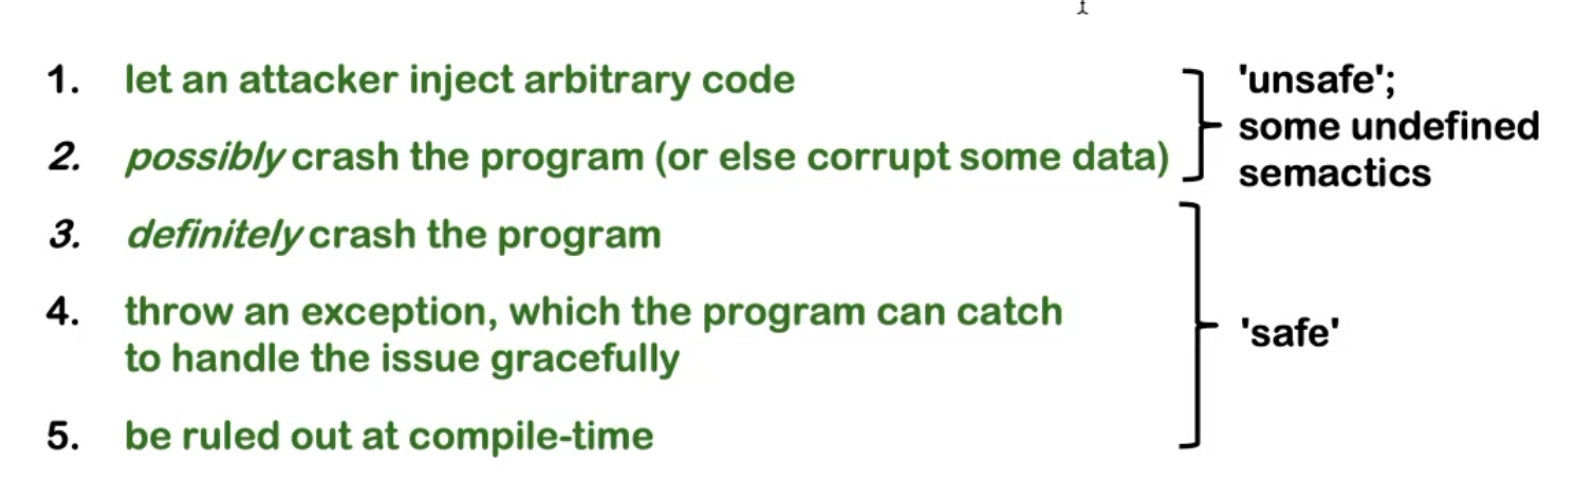 1. let an attacker inject arbitrary code
2. possibly crash the program (or else corrupt some data)
'unsafe';
some undefined
semactics
3. definitely crash the program
4. throw an exception, which the program can catch
to handle the issue gracefully
5. be ruled out at compile-time
'safe'